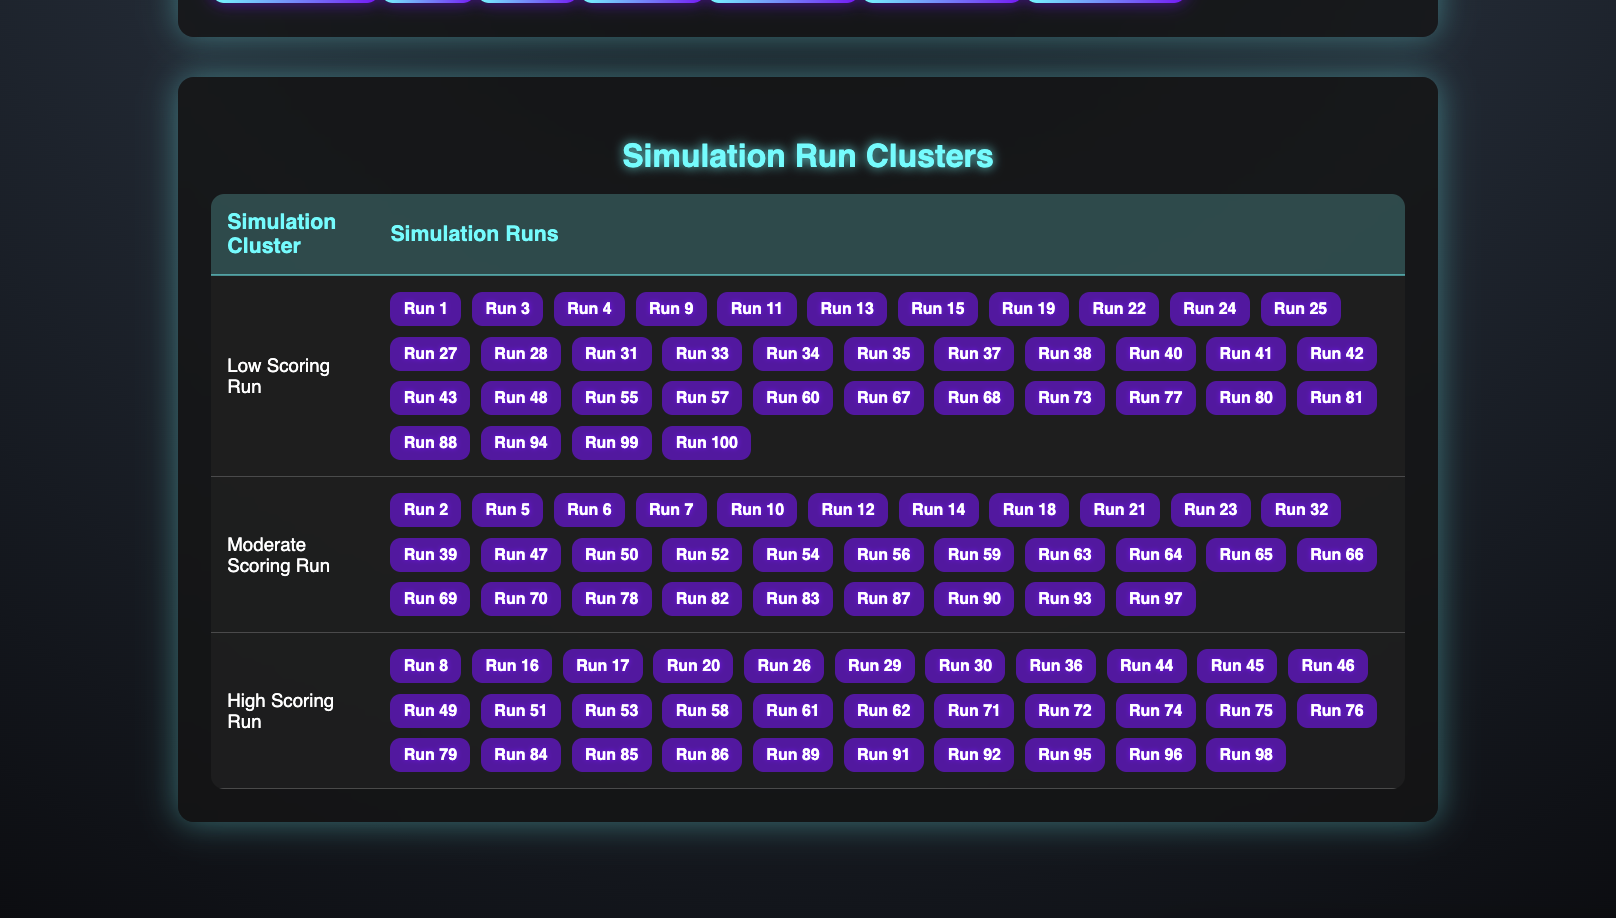 Simulation Run Clusters
Simulation
Cluster
Simulation Runs
Low Scoring
Run
Run 1 Run 3 Run 4 Run 9 Run 11 Run 13 Run 15 Run 19 Run 22 Run 24 Run 25
Run 27 Run 28 Run 31 Run 33 Run 34 Run 35 Run 37 Run 38 Run 40 Run 41 Run 42
Run 43 Run 48 Run 55 Run 57 Run 60 Run 67 Run 68 Run 73 Run 77 Run 80 Run 81
Run 88 Run 94 Run 99 Run 100
Moderate
Scoring Run
Run 2 Run 5 Run 6 Run 7 Run 10 Run 12 Run 14 Run 18 Run 21 Run 23 Run 32
Run 39 Run 47 Run 50 Run 52 Run 54 Run 56 Run 59 Run 63 Run 64 Run 65 Run 66
Run 69 Run 70 Run 78 Run 82 Run 83 Run 87 Run 90 Run 93 Run 97
High Scoring
Run
Run 8 Run 16 Run 17 Run 20 Run 26 Run 29 Run 30 Run 36 Run 44 Run 45 Run 46
Run 49 Run 51 Run 53 Run 58 Run 61 Run 62 Run 71 Run 72 Run 74 Run 75 Run 76
Run 79 Run 84 Run 85 Run 86 Run 89 Run 91 Run 92 Run 95 Run 96 Run 98